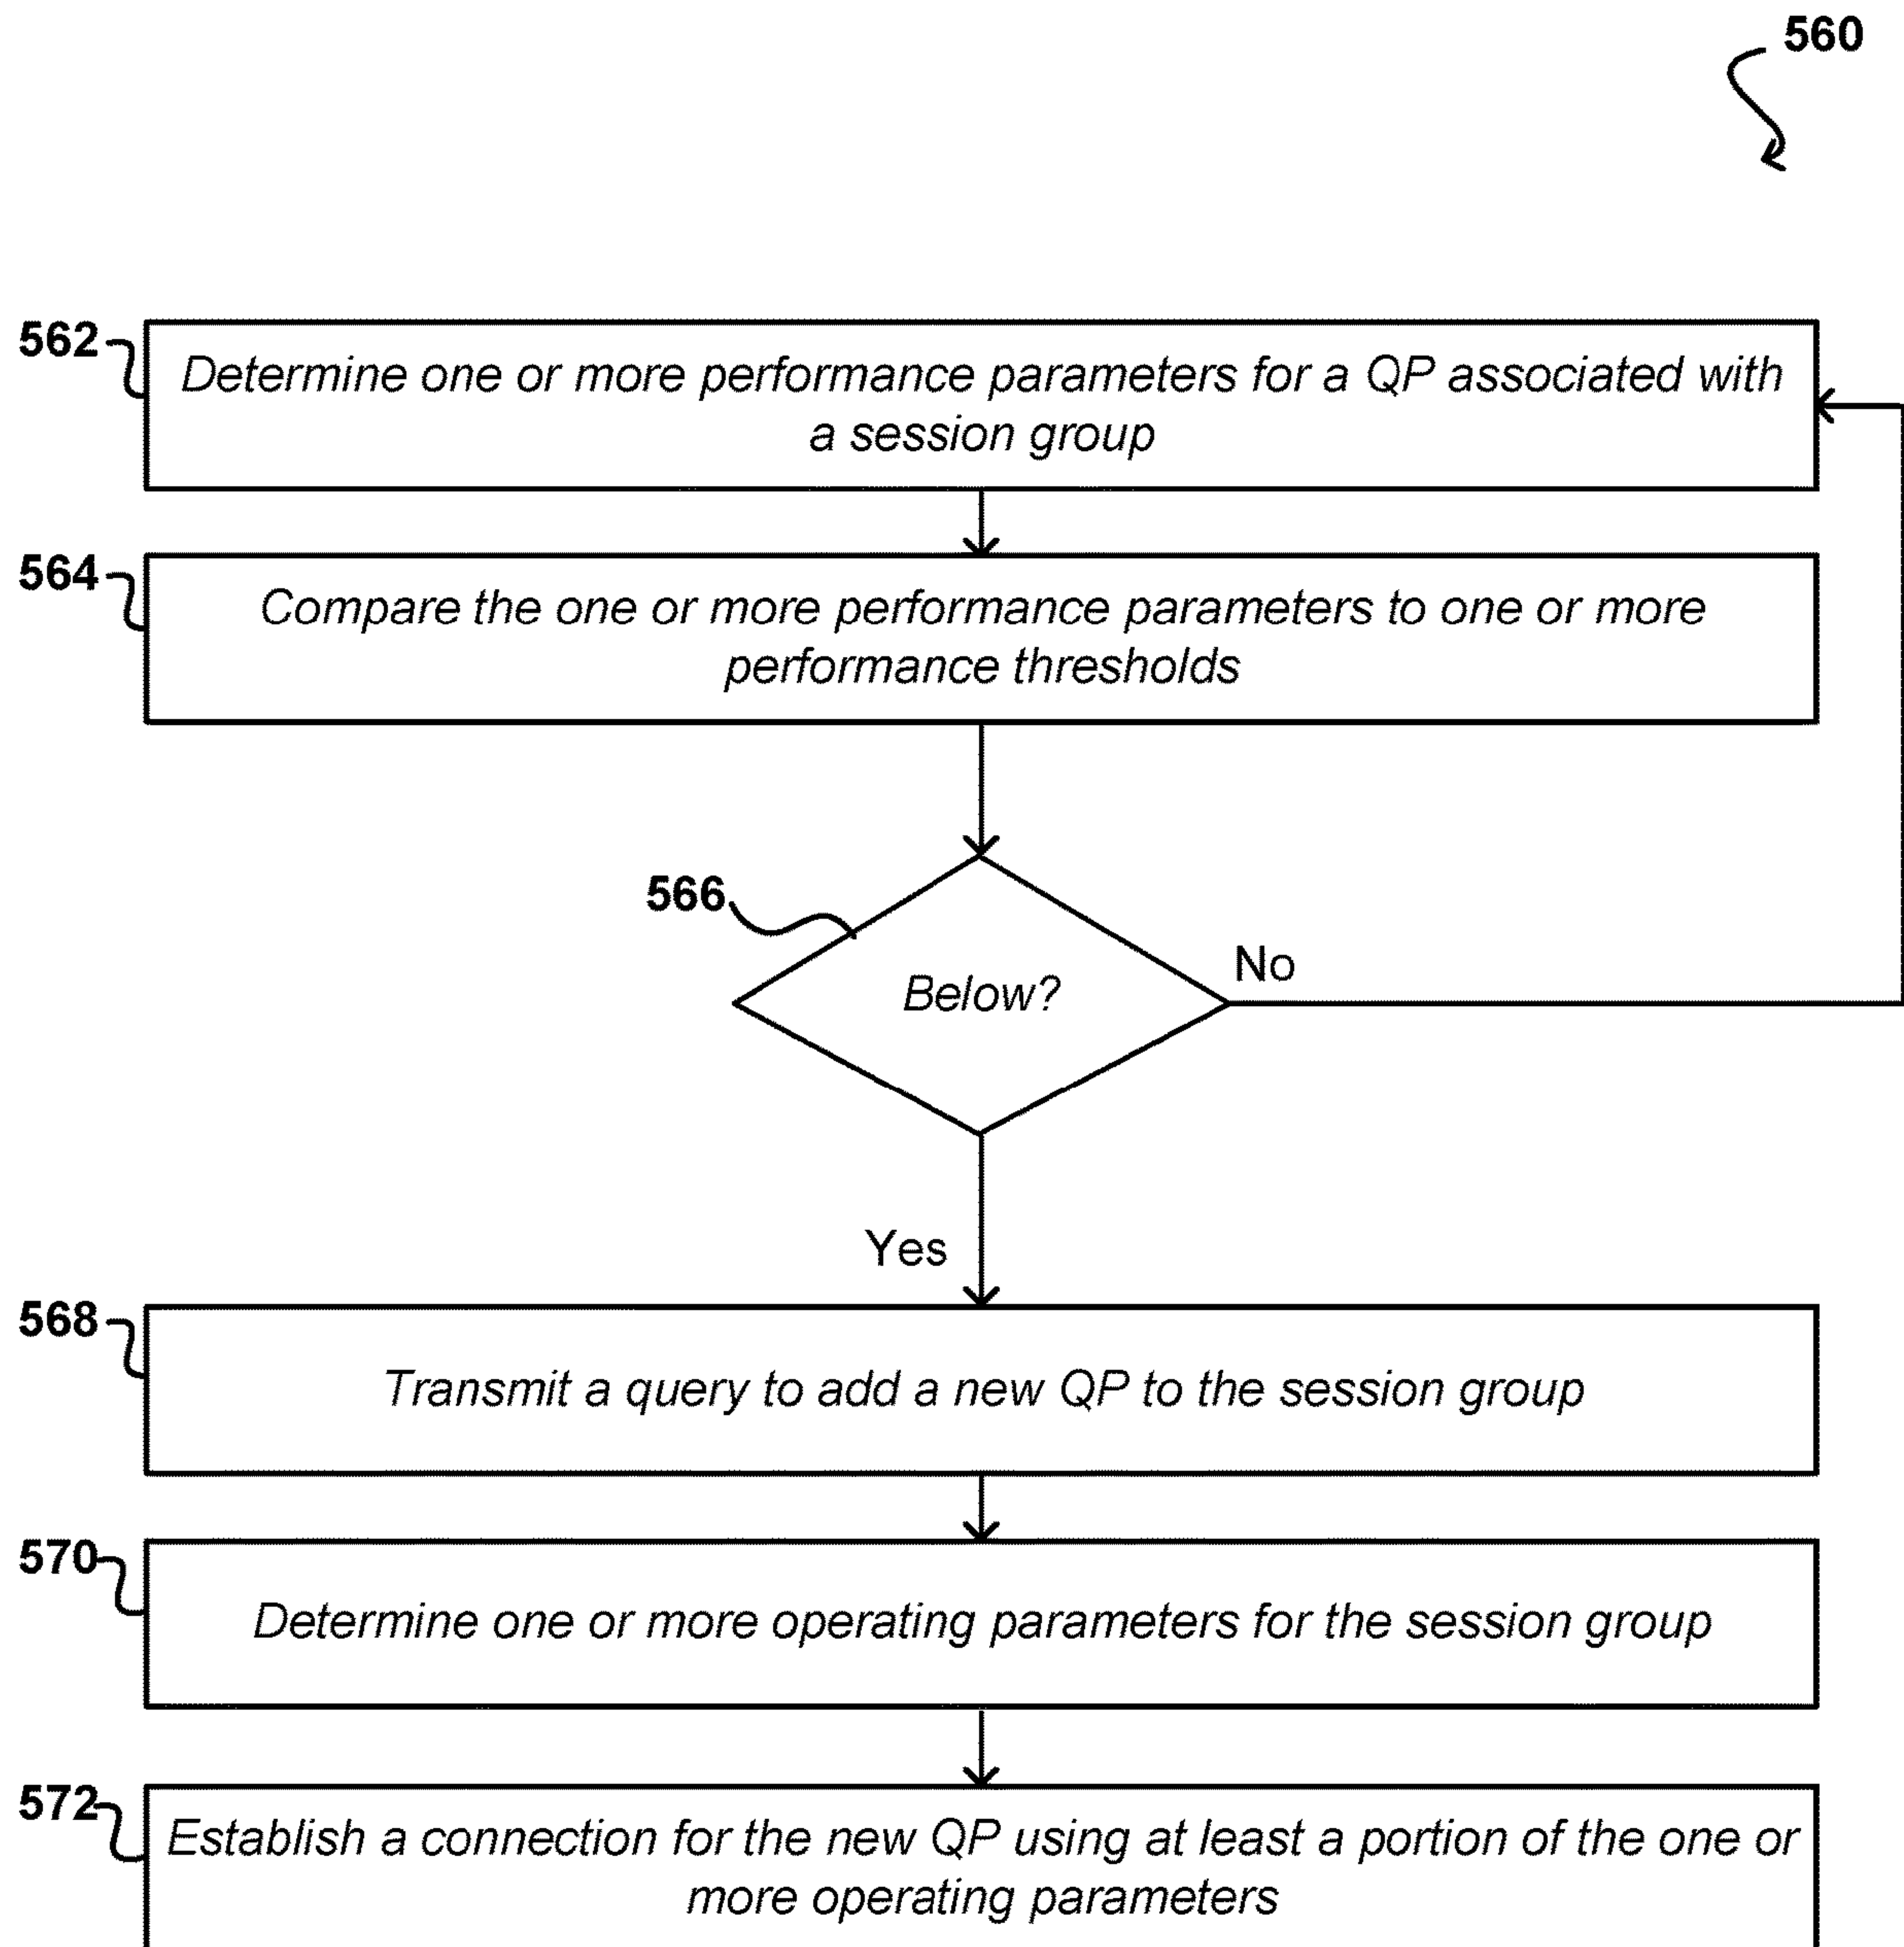 560
562
Determine one or more performance parameters for a QP associated with
a session group
564
Compare the one or more performance parameters to one or more
performance thresholds
566
Below?
No
Yes
568
Transmit a query to add a new QP to the session group
570
Determine one or more operating parameters for the session group
572
Establish a connection for the new QP using at least a portion of the one or
more operating parameters